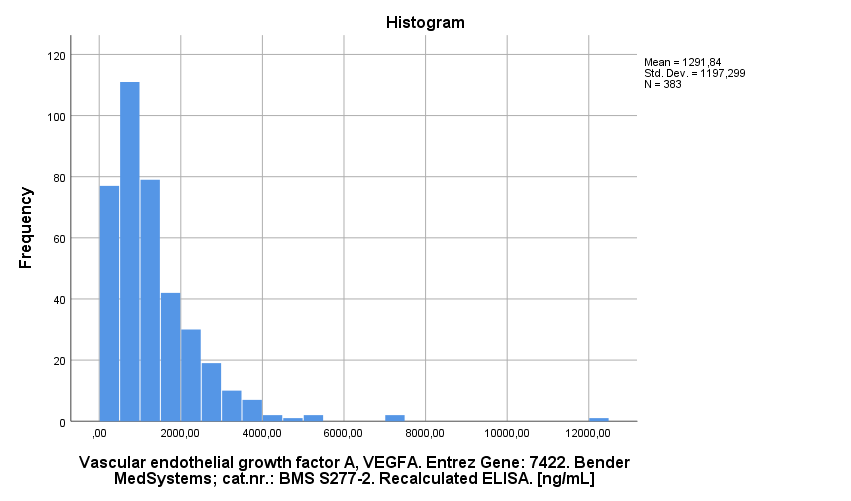 Histogram
Mean = 1291,84
Std. Dev. = 1197,299
N = 383
Frequency
120
100
80
60
40
20
0
,00
2000,00
4000,00
6000,00
8000,00
10000,00
12000,00
Vascular endothelial growth factor A, VEGFA. Entrez Gene: 7422. Bender
MedSystems; cat.nr.: BMS S277-2. Recalculated ELISA. [ng/mL]